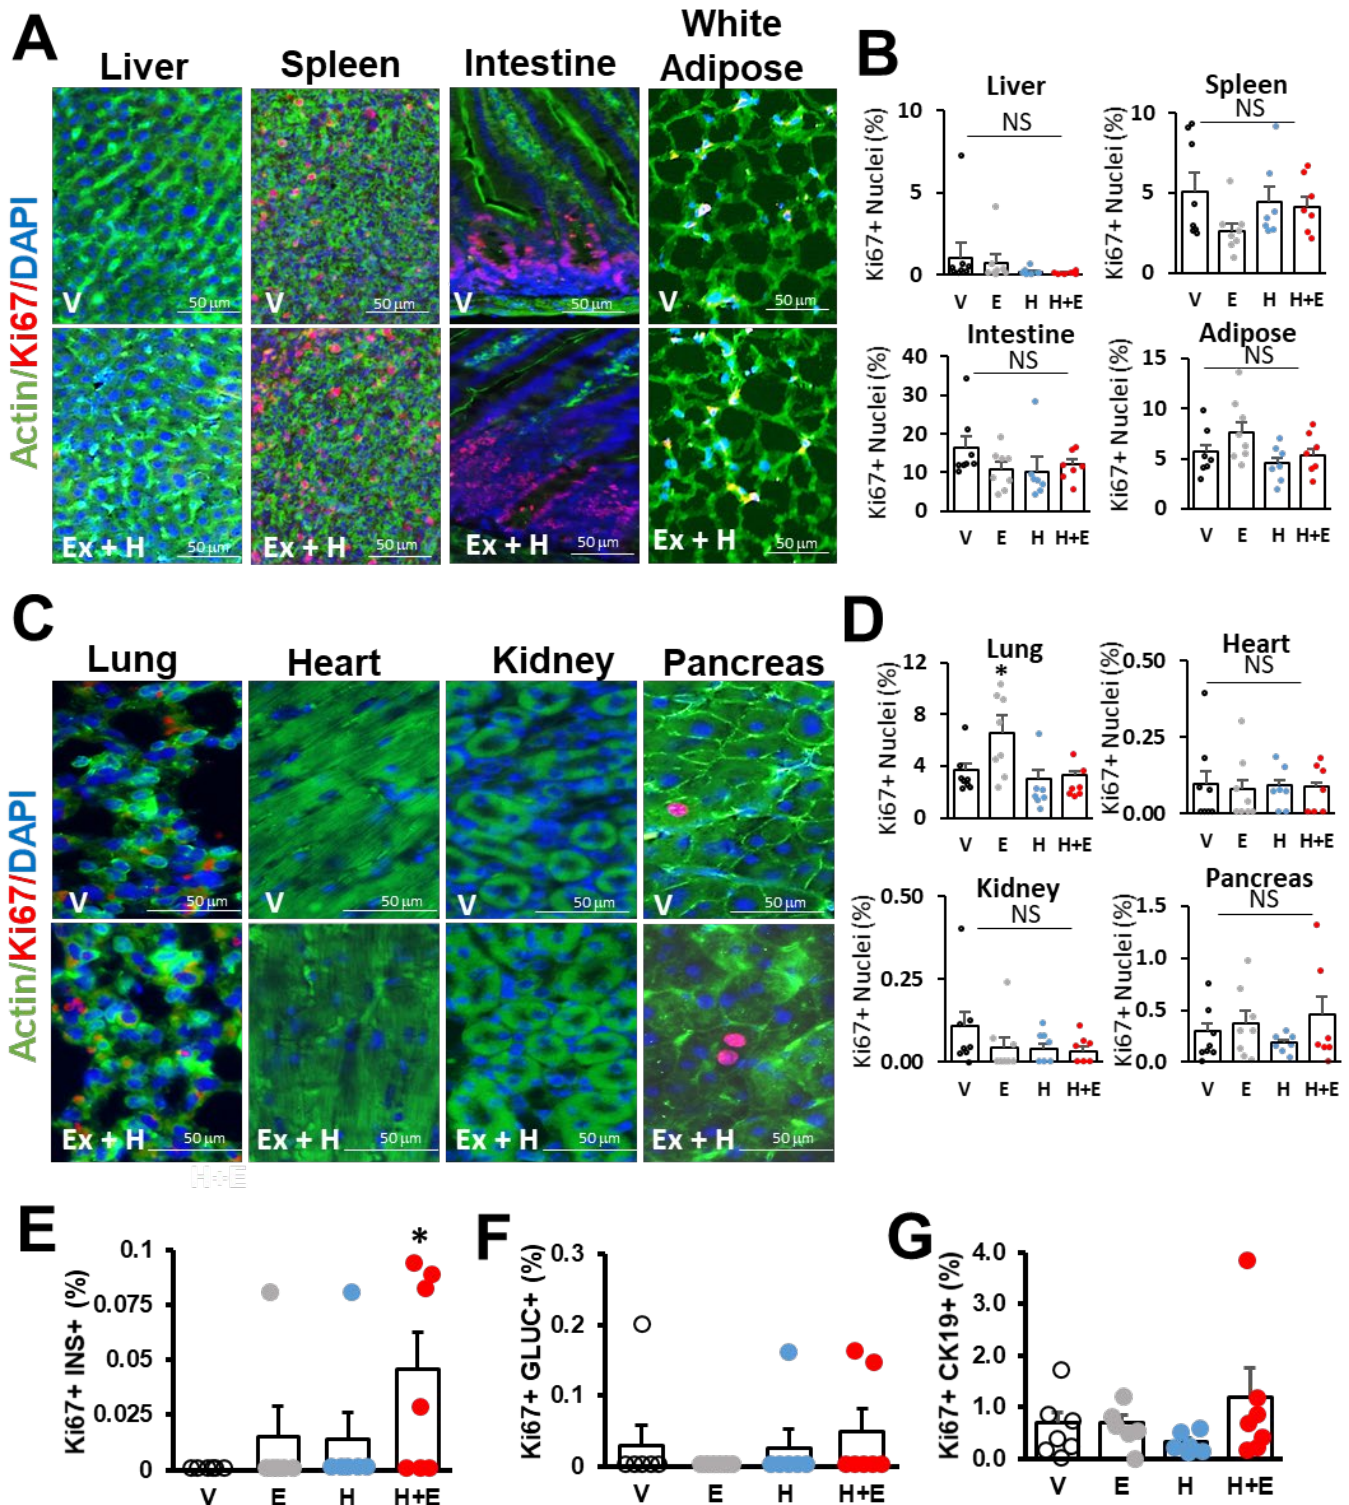 A
Liver
Spleen
Intestine
White
Adipose
Actin/Ki67/DAPI
V
50 μm
V
50 μm
V
50 μm
V
50 μm
Ex + H
50 μm
Ex + H
50 μm
Ex + H
50 μm
Ex + H
50 μm
B
Liver
NS
Ki67+ Nuclei (%)
10
5
0
V E H H+E
Spleen
NS
Ki67+ Nuclei (%)
10
5
0
V E H H+E
Intestine
NS
Ki67+ Nuclei (%)
40
30
20
10
0
V E H H+E
Adipose
NS
Ki67+ Nuclei (%)
15
10
5
0
V E H H+E
C
Lung
Heart
Kidney
Pancreas
Actin/Ki67/DAPI
V
50 μm
V
50 μm
V
50 μm
V
50 μm
Ex + H
50 μm
Ex + H
50 μm
Ex + H
50 μm
Ex + H
50 μm
H+E
D
Lung
*
Ki67+ Nuclei (%)
12
8
4
0
V E H H+E
Heart
NS
Ki67+ Nuclei (%)
0.50
0.25
0.00
V E H H+E
Kidney
NS
Ki67+ Nuclei (%)
0.50
0.25
0.00
V E H H+E
Pancreas
NS
Ki67+ Nuclei (%)
1.5
1.0
0.5
0.0
V E H H+E
E
*
Ki67+ INS+ (%)
0.1
0.075
0.05
0.025
0
V E H H+E
F
Ki67+ GLUC+ (%)
0.3
0.2
0.1
0
V E H H+E
G
Ki67+ CK19+ (%)
4.0
3.0
2.0
1.0
0.0
V E H H+E